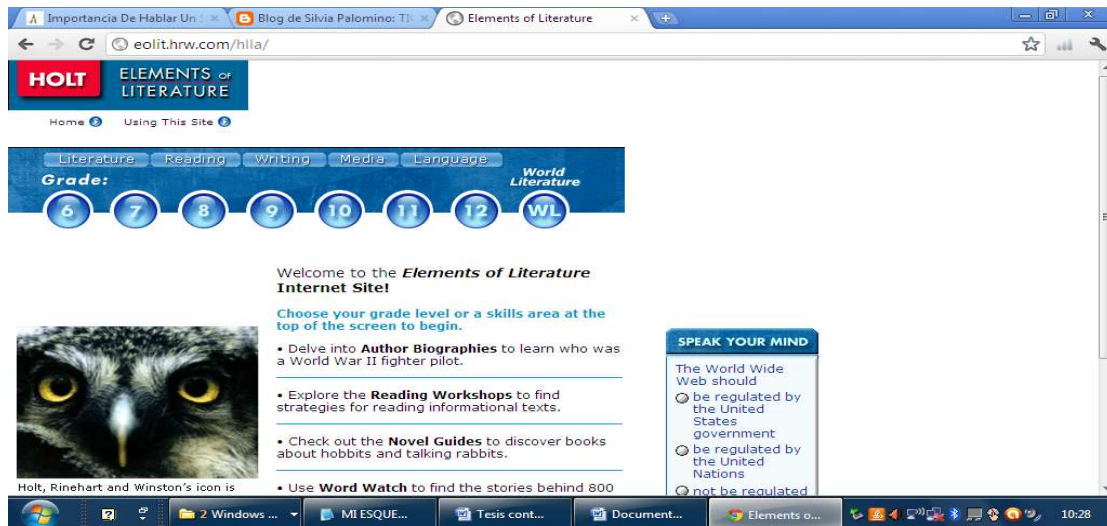 Importancia De Hablar Un
Blog de Silvia Palomino: TI
Elements of Literature
eolit.hrw.com/hlla/
HOLT
ELEMENTS OF
LITERATURE
Home
Using This Site
Literature Reading Writing Media Language
Grade:
World
Literature
6 7 8 9 10 11 12 WL
Welcome to the Elements of Literature
Internet Site!
Choose your grade level or a skills area at the
top of the screen to begin.
• Delve into Author Biographies to learn who was
a World War II fighter pilot.
• Explore the Reading Workshops to find
strategies for reading informational texts.
• Check out the Novel Guides to discover books
about hobbits and talking rabbits.
• Use Word Watch to find the stories behind 800
Holt, Rinehart and Winston's icon is
SPEAK YOUR MIND
The World Wide
Web should
be regulated by
the United
States
government
be regulated by
the United
Nations
not be regulated
2 Windows ...
MI ESQUE...
Tesis cont...
Document...
Elements o...
10:28